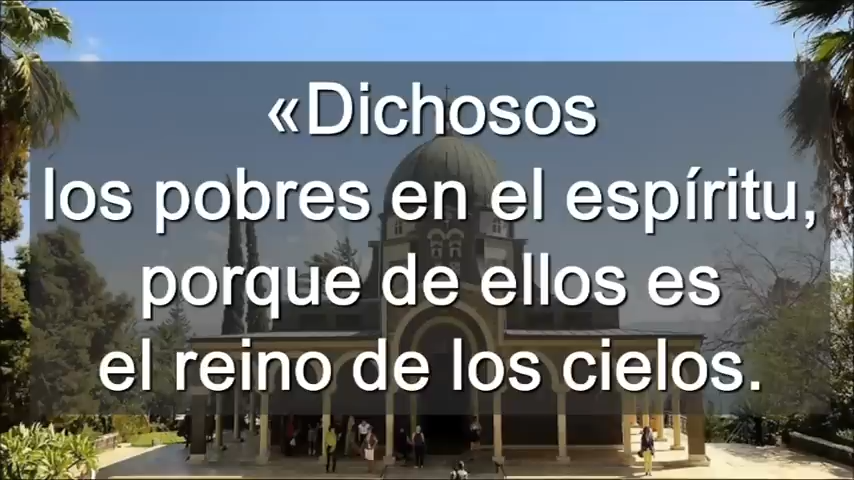 «Dichosos
los pobres en el espíritu,
porque de ellos es
el reino de los cielos.